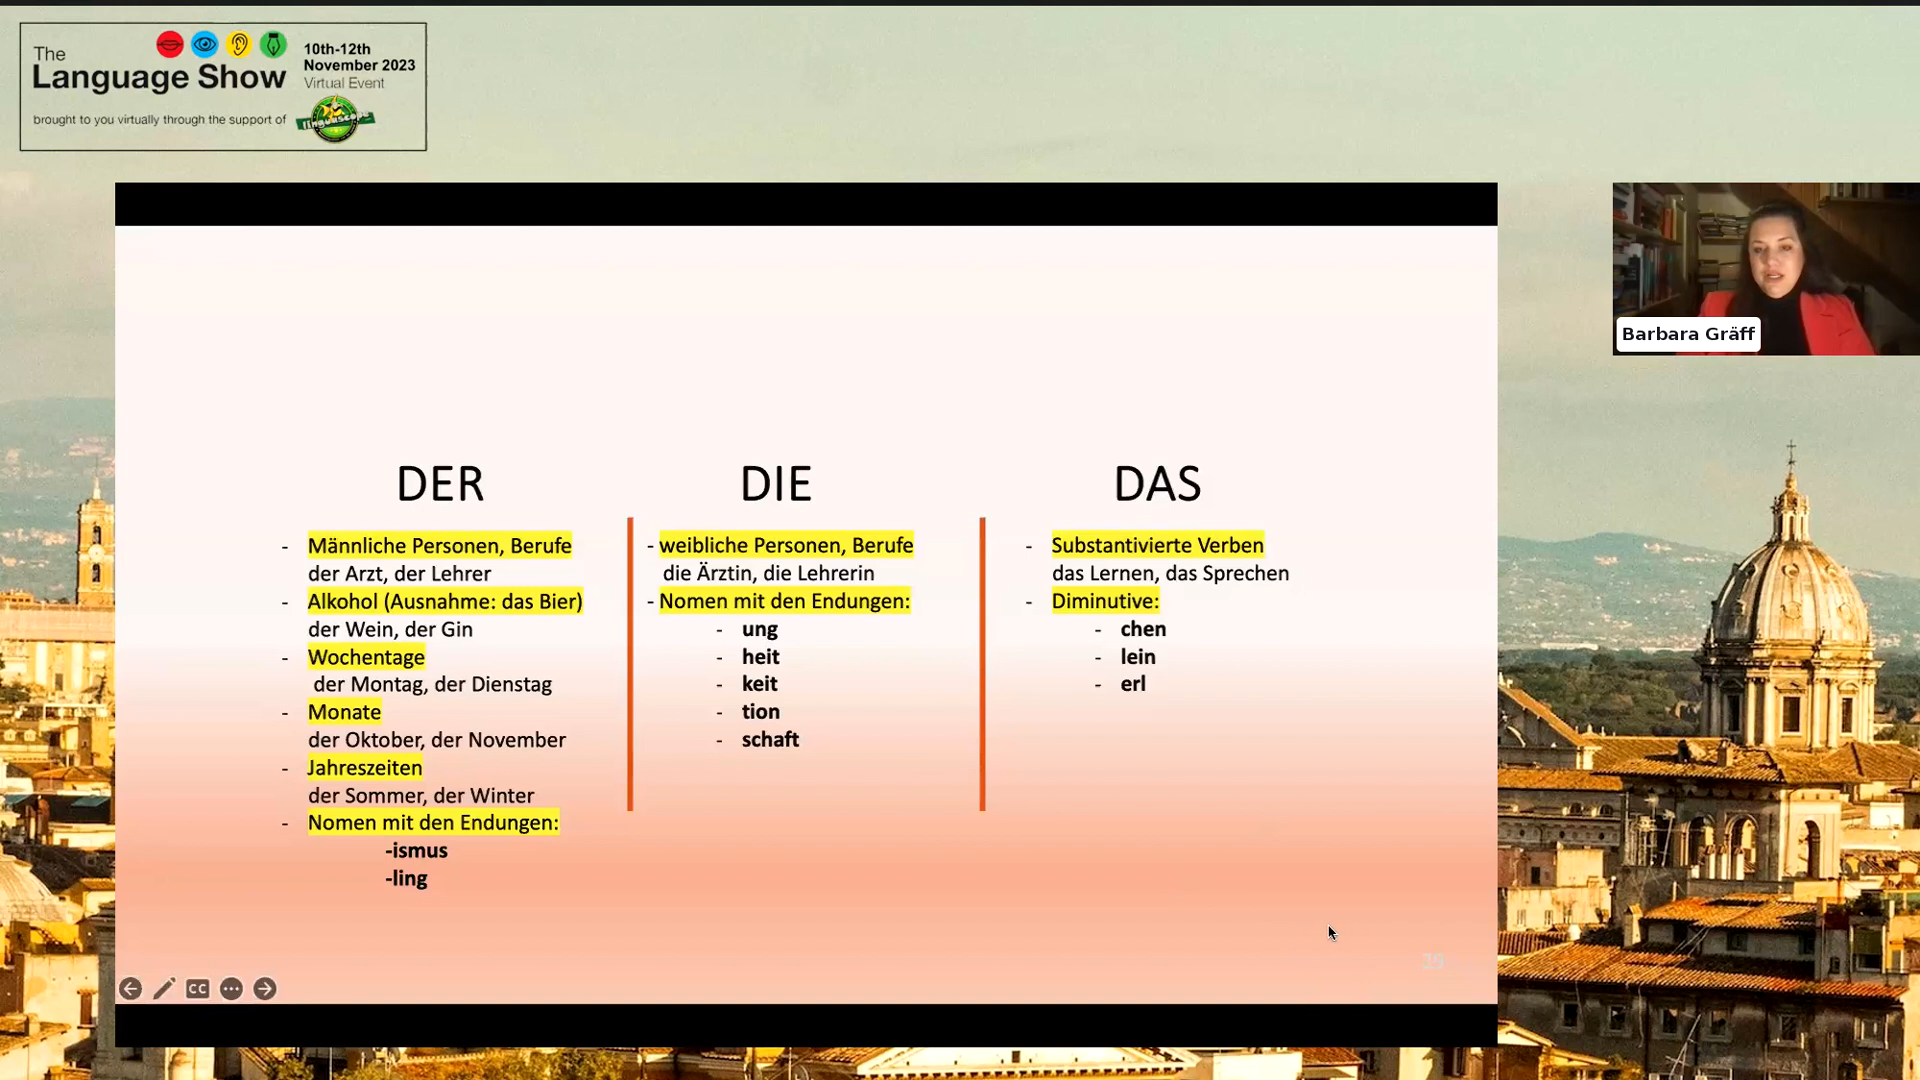 The
Language Show
10th-12th
November 2023
Virtual Event
brought to you virtually through the support of
linguascope
Barbara Gräff
DER
- Männliche Personen, Berufe
der Arzt, der Lehrer
- Alkohol (Ausnahme: das Bier)
der Wein, der Gin
- Wochentage
der Montag, der Dienstag
- Monate
der Oktober, der November
- Jahreszeiten
der Sommer, der Winter
- Nomen mit den Endungen:
-ismus
-ling
DIE
- weibliche Personen, Berufe
die Ärztin, die Lehrerin
- Nomen mit den Endungen:
- ung
- heit
- keit
- tion
- schaft
DAS
- Substantivierte Verben
das Lernen, das Sprechen
- Diminutive:
- chen
- lein
- erl
CC